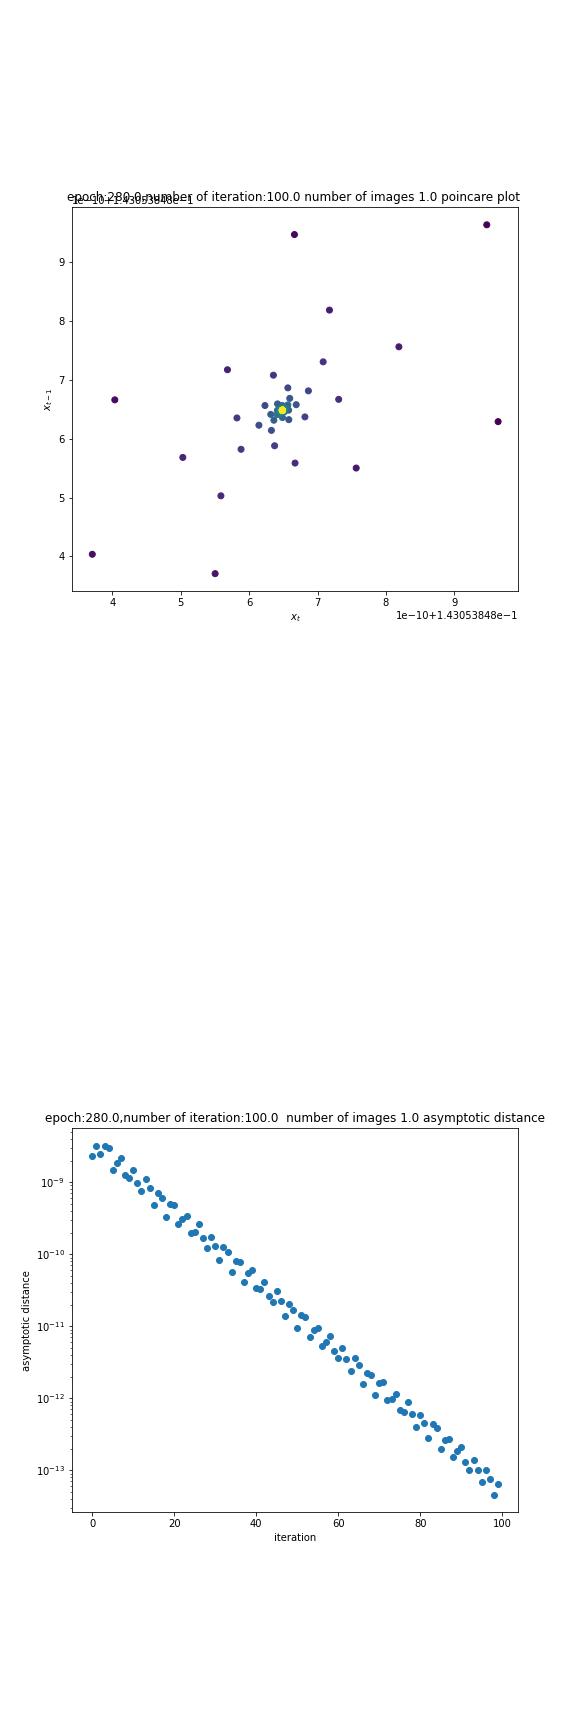 epoch:280.0,number of iteration:100.0 number of images 1.0 poincare plot
1e−10+1.43053848e−1
9
8
7
6
5
4
x_{t−1}
4 5 6 7 8 9
x_t
1e−10+1.43053848e−1
epoch:280.0,number of iteration:100.0  number of images 1.0 asymptotic distance
10^{−9}
10^{−10}
10^{−11}
10^{−12}
10^{−13}
asymptotic distance
0 20 40 60 80 100
iteration